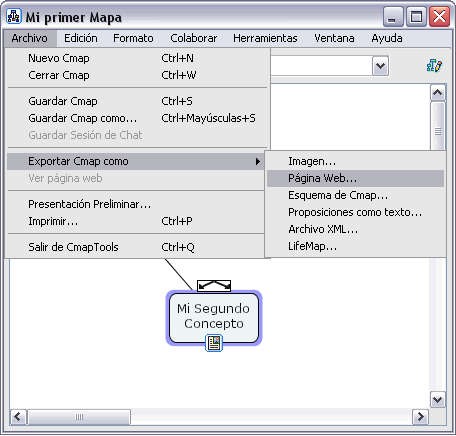 Mi primer Mapa
Archivo Edición Formato Colaborar Herramientas Ventana Ayuda
Nuevo Cmap Ctrl+N
Cerrar Cmap Ctrl+W
Guardar Cmap Ctrl+S
Guardar Cmap como... Ctrl+Mayúsculas+S
Guardar Sesión de Chat
Exportar Cmap como
Ver página web
Presentación Preliminar...
Imprimir... Ctrl+P
Salir de CmapTools Ctrl+Q
Imagen...
Página Web...
Esquema de Cmap...
Proposiciones como texto...
Archivo XML...
LifeMap...
Mi Segundo
Concepto